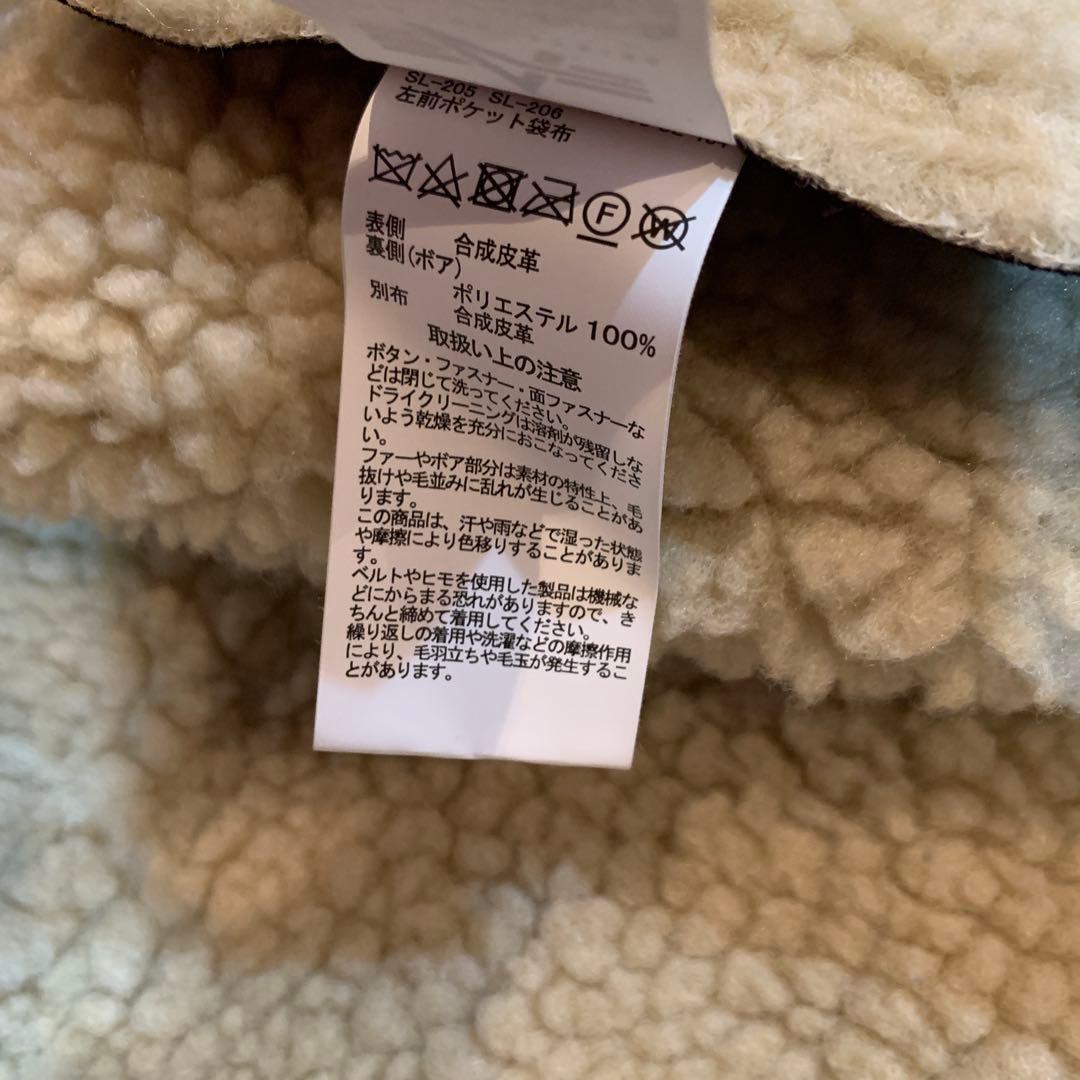 SL-205 SL-206
左前ポケット袋布
F
W
表側 合成皮革
裏側(ボア)
ポリエステル 100%
別布 合成皮革
取扱い上の注意
ボタン・ファスナー・面ファスナーな
どは閉じて洗ってください。
ドライクリーニングは溶剤が残留しな
いよう乾燥を充分におこなってくださ
い。
ファーやボア部分は素材の特性上、毛
抜けや毛並みに乱れが生じることがあ
ります。
この商品は、汗や雨などで湿った状態
や摩擦により色移りすることがありま
す。
ベルトやヒモを使用した製品は機械な
どにからまる恐れがありますので、き
ちんと締めて着用してください。
繰り返しの着用や洗濯などの摩擦作用
により、毛羽立ちや毛玉が発生するこ
とがあります。